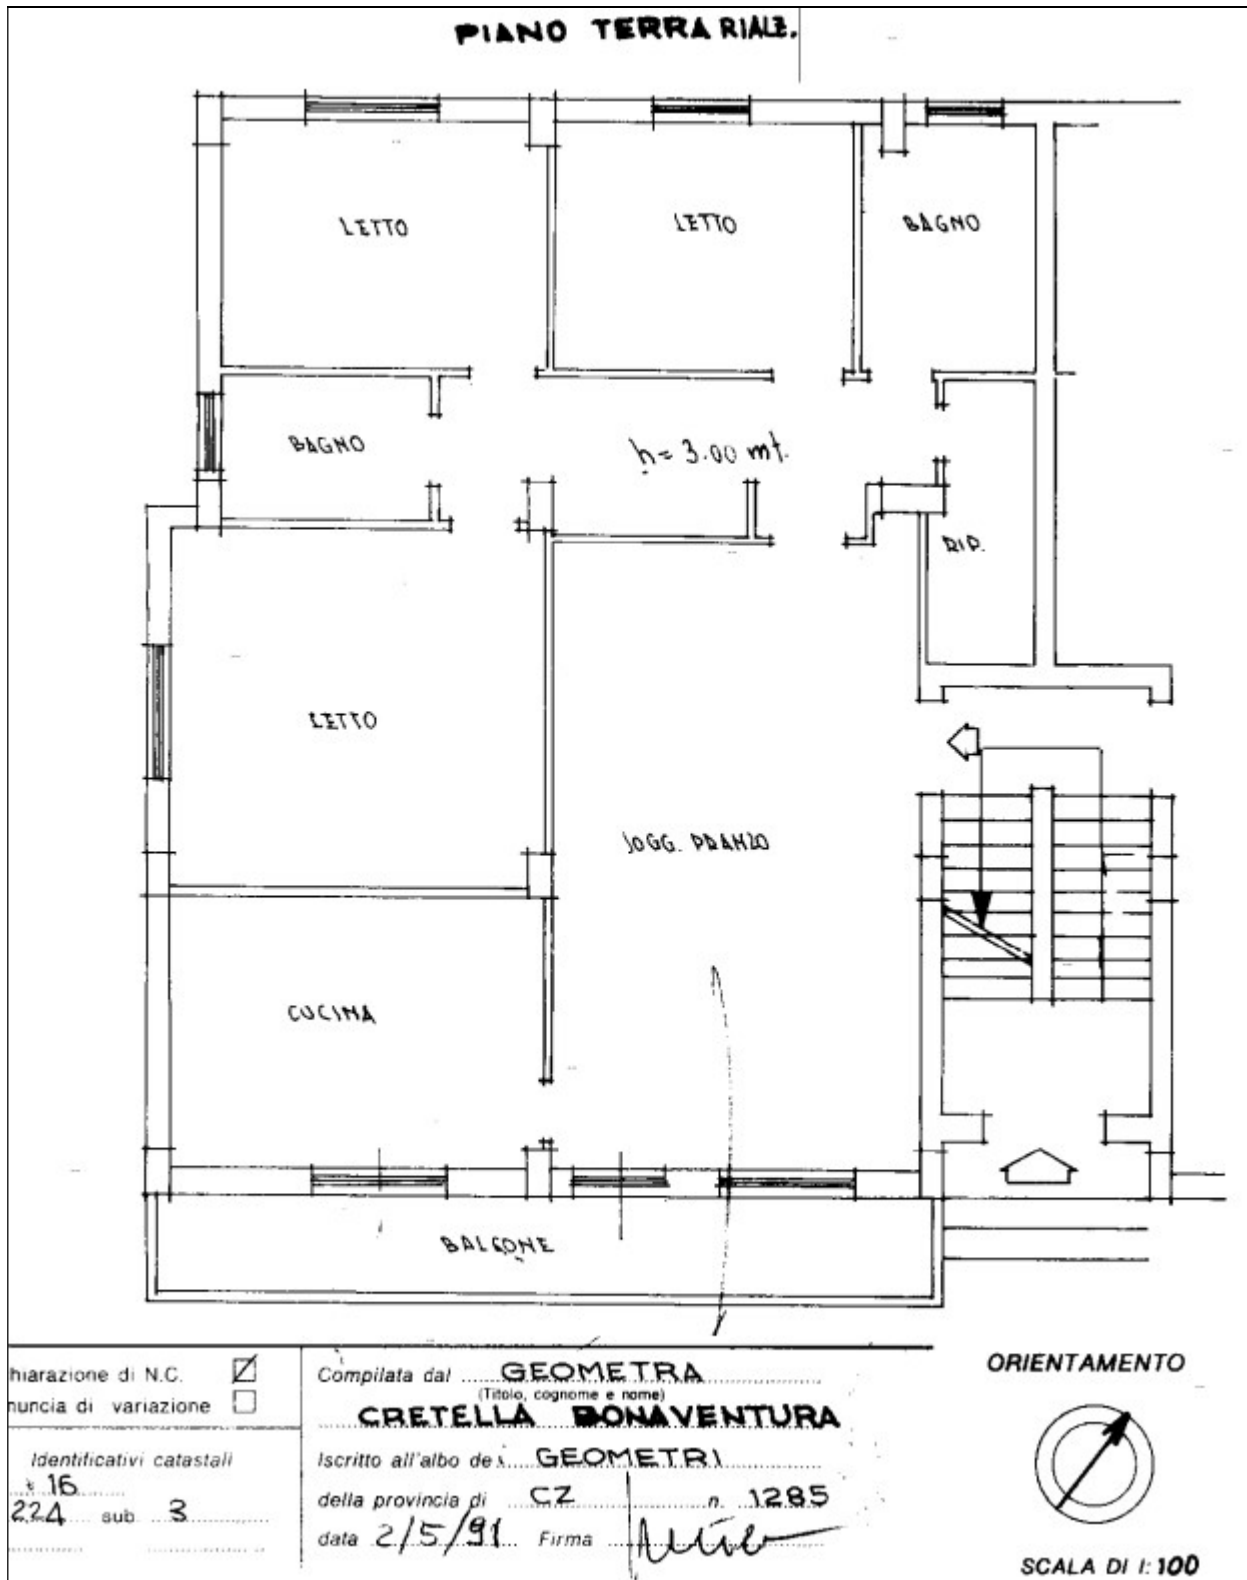 PIANO TERRA RIALZ.
LETTO
LETTO
BAGNO
BAGNO
h= 3.00 mt.
RIP.
LETTO
SOGG. PRANZO
CUCINA
BALCONE
hiarazione di N.C.
nuncia di variazione
Identificativi catastali
16
224 sub 3
Compilata dal GEOMETRA
(Titolo, cognome e nome)
CRETELLA BONAVENTURA
Iscritto all'albo de GEOMETRI
della provincia di CZ n. 1285
data 2/5/91 Firma
ORIENTAMENTO
SCALA DI 1:100